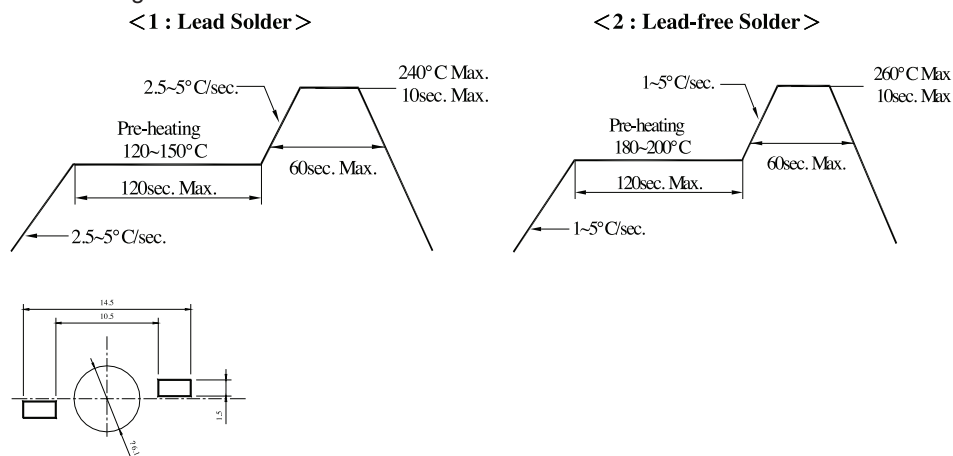 <1 : Lead Solder>
2.5~5°C/sec.
240°C Max.
10sec. Max.
Pre-heating
120~150°C
60sec. Max.
120sec. Max.
2.5~5°C/sec.
<2 : Lead-free Solder>
1~5°C/sec.
260°C Max
10sec. Max
Pre-heating
180~200°C
60sec. Max.
120sec. Max.
1~5°C/sec.
14.5
10.5
1.5